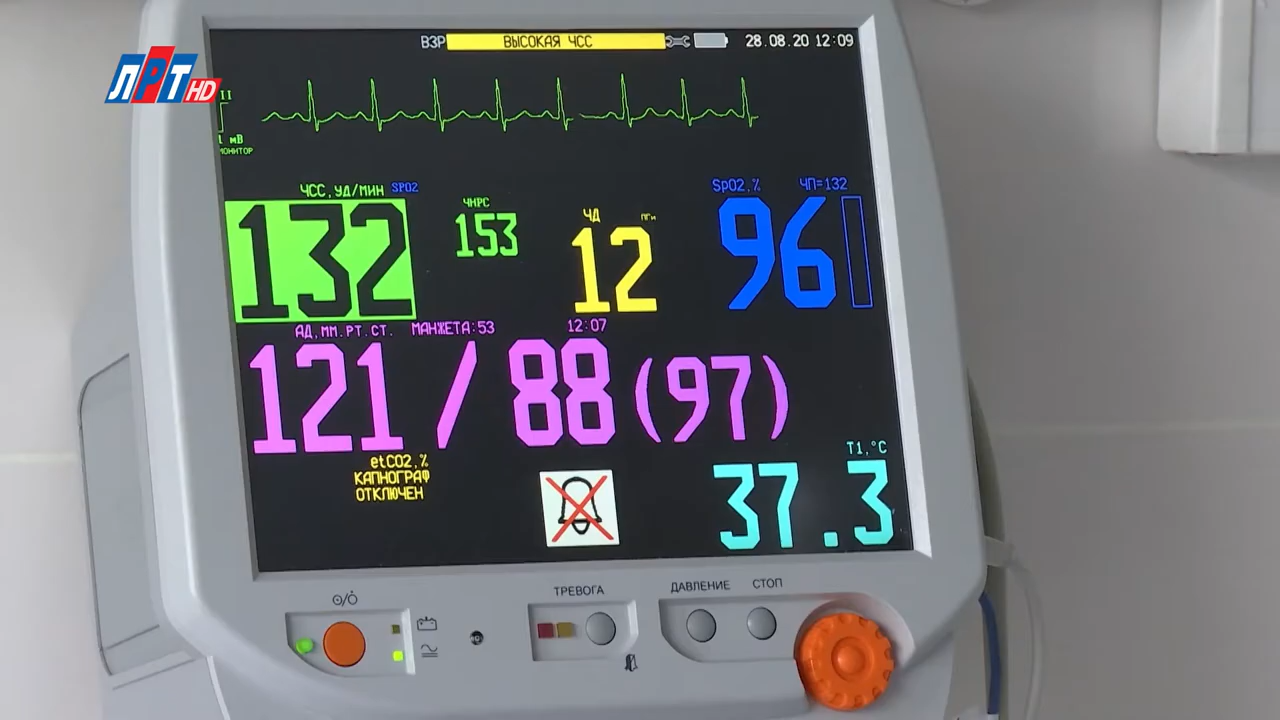 ЛРТ HD
ВЗР ВЫСОКАЯ ЧСС 28.08.20 12:09
II
1 мВ
МОНИТОР
ЧСС,УД/МИН SPO2 ЧНРС ЧД SpO2,% ЧП=132
132 153 12 96
АД,ММ.РТ.СТ. МАНЖЕТА:53 12:07
121/88(97)
etCO2,% T1,°C
КАПНОГРАФ
ОТКЛЮЧЕН
37.3
ТРЕВОГА ДАВЛЕНИЕ СТОП